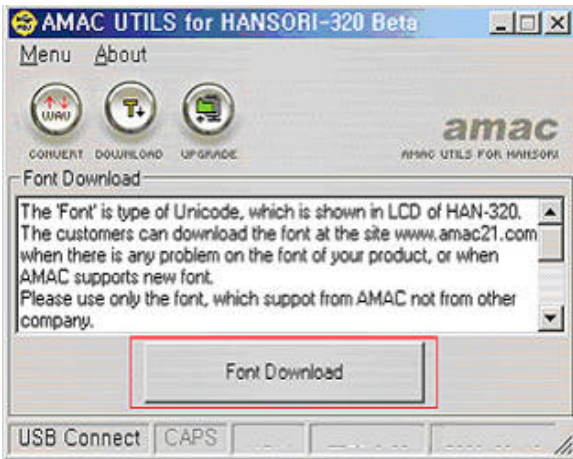 AMAC UTILS for HANSORI-320 Beta
Menu About
WAV
CONVERT DOWNLOAD UPGRADE
amac
AMAC UTILS FOR HANSORI
Font Download
The 'Font' is type of Unicode, which is shown in LCD of HAN-320.
The customers can download the font at the site www.amac21.com
when there is any problem on the font of your product, or when
AMAC supports new font.
Please use only the font, which suppot from AMAC not from other
company.
Font Download
USB Connect CAPS